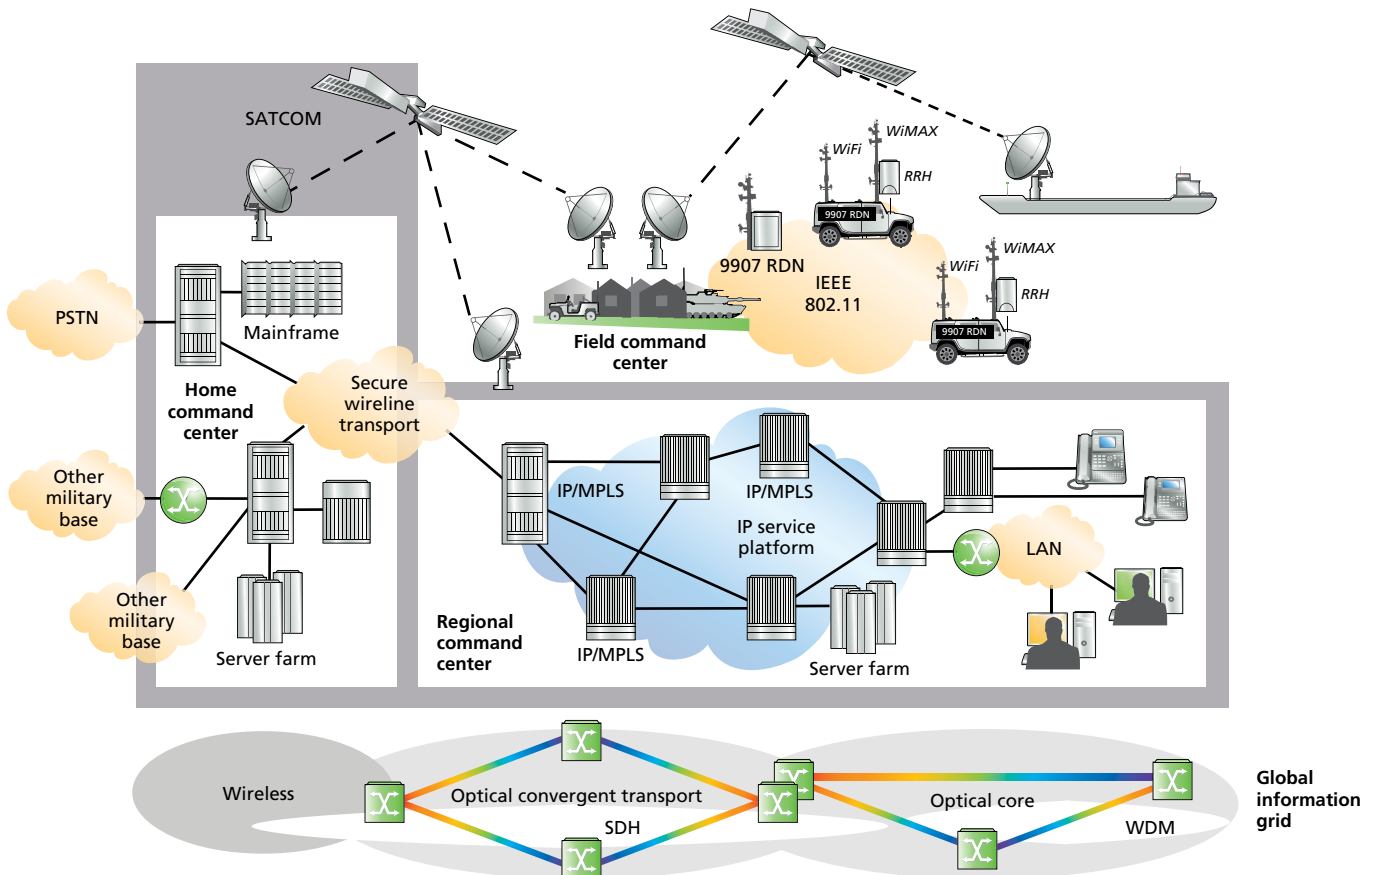 SATCOM
WiMAX
WiFi
RRH
9907 RDN
9907 RDN
IEEE
802.11
WiMAX
WiFi
RRH
9907 RDN
PSTN
Mainframe
Home
command
center
Secure
wireline
transport
Field command
center
Other
military
base
Other
military
base
Server farm
IP/MPLS
IP/MPLS
IP service
platform
LAN
Regional
command
center
IP/MPLS
Server farm
Wireless
Optical convergent transport
SDH
Optical core
WDM
Global
information
grid